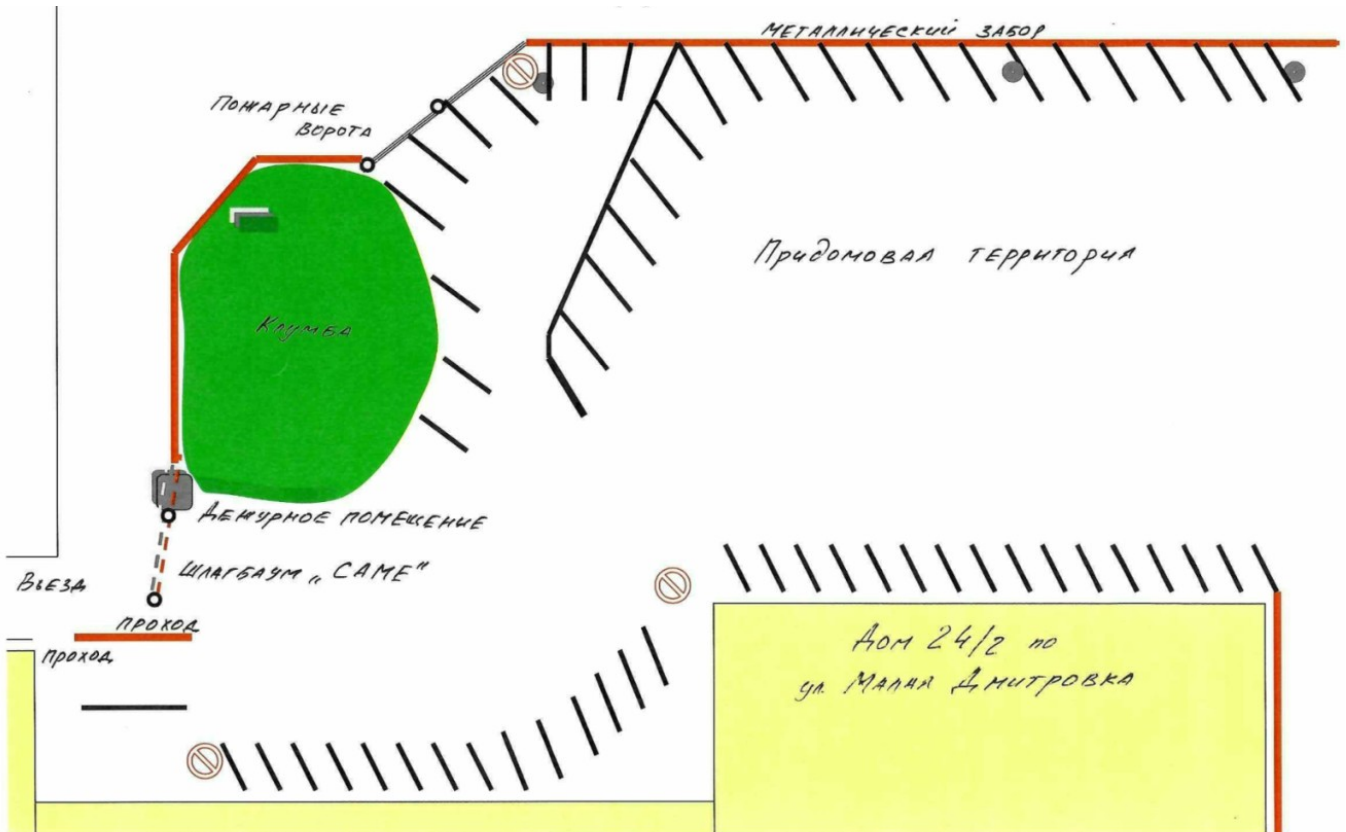 МЕТАЛЛИЧЕСКИЙ ЗАБОР
ПОЖАРНЫЕ
ВОРОТА
ПРИДОМОВАЯ ТЕРРИТОРИЯ
КЛУМБА
ДЕЖУРНОЕ ПОМЕЩЕНИЕ
ШЛАГБАУМ „САМЕ"
ВЪЕЗД
ПРОХОД
ПРОХОД
ДОМ 24/2 ПО
УЛ. МАЛАЯ ДМИТРОВКА